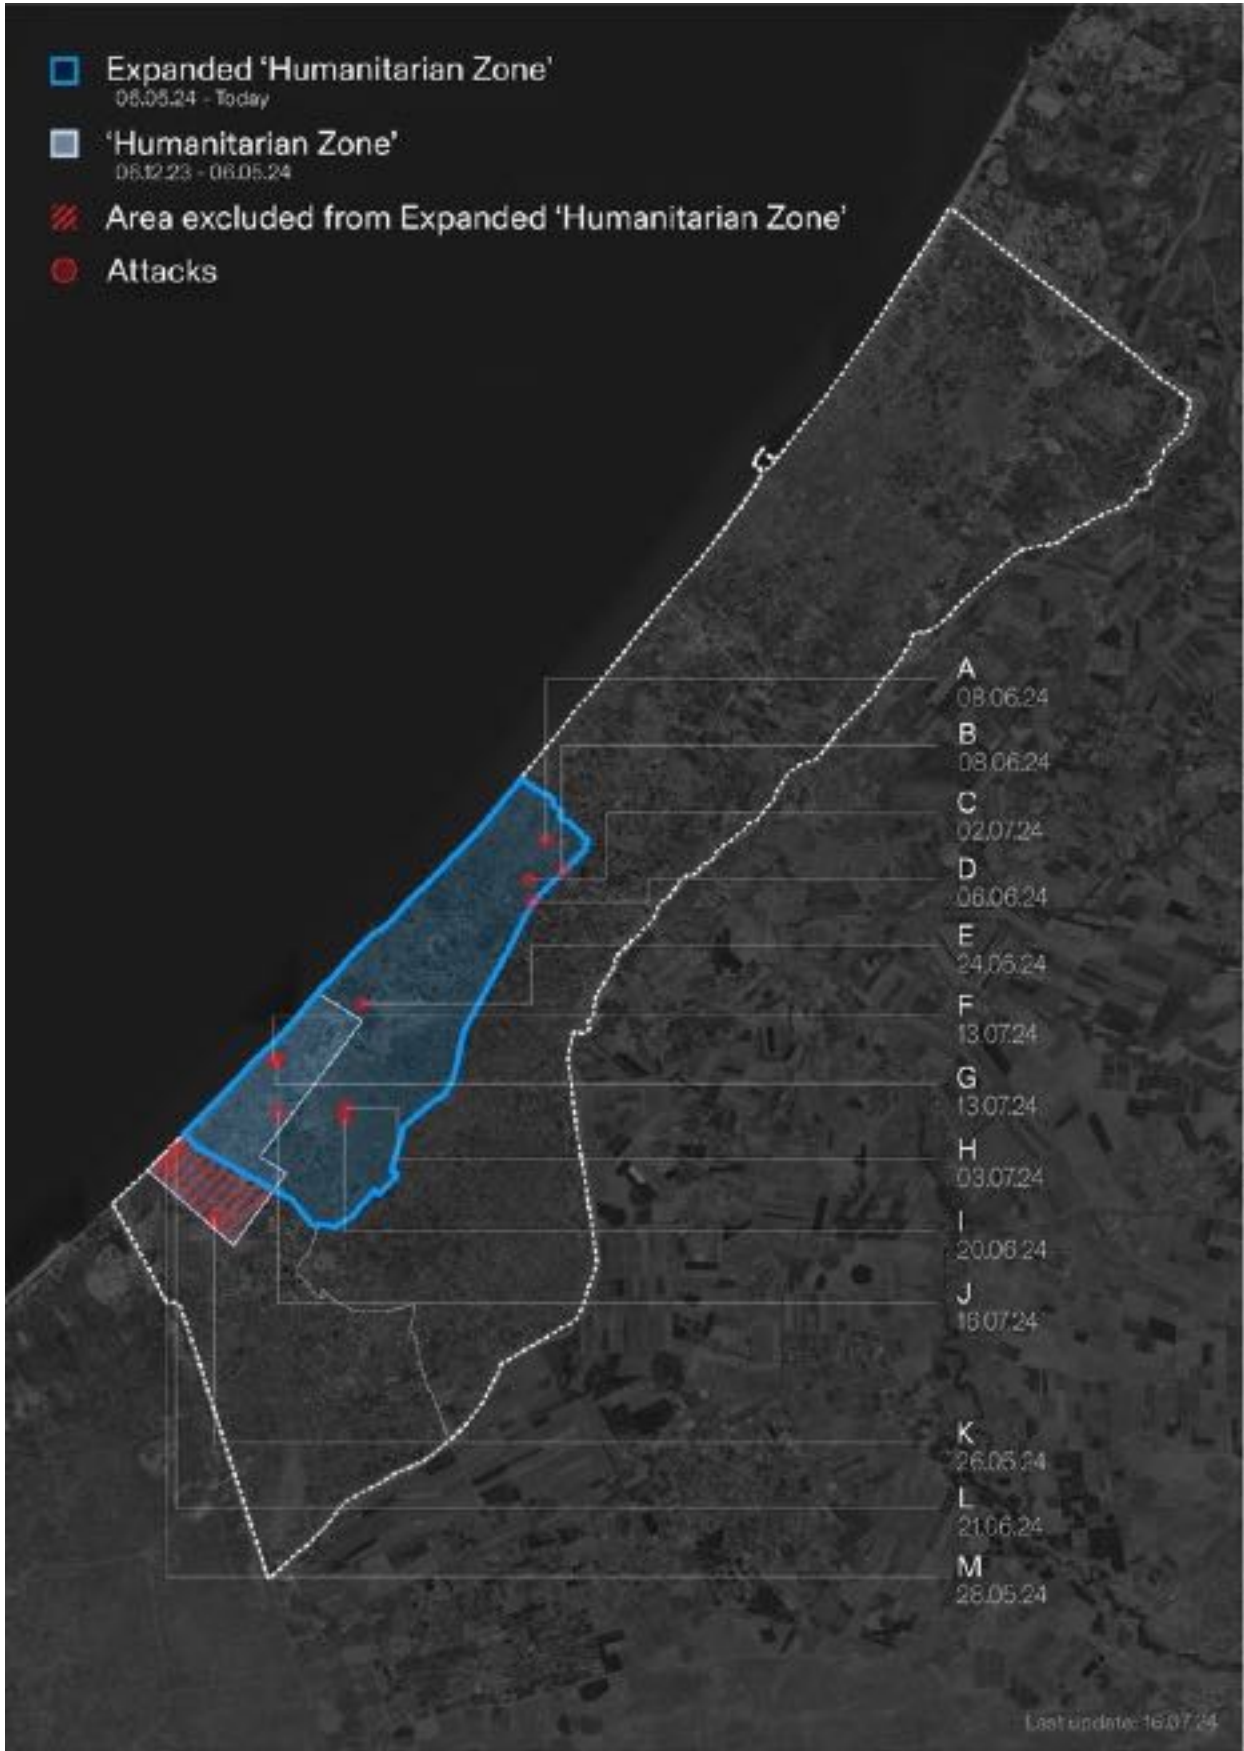 Expanded ‘Humanitarian Zone’
06.05.24 - Today
‘Humanitarian Zone’
06.12.23 - 06.05.24
Area excluded from Expanded ‘Humanitarian Zone’
Attacks
A
08.06.24
B
08.06.24
C
02.07.24
D
06.06.24
E
24.05.24
F
13.07.24
G
13.07.24
H
03.07.24
I
20.06.24
J
16.07.24
K
26.05.24
L
21.06.24
M
28.05.24
Last update: 16.07.24